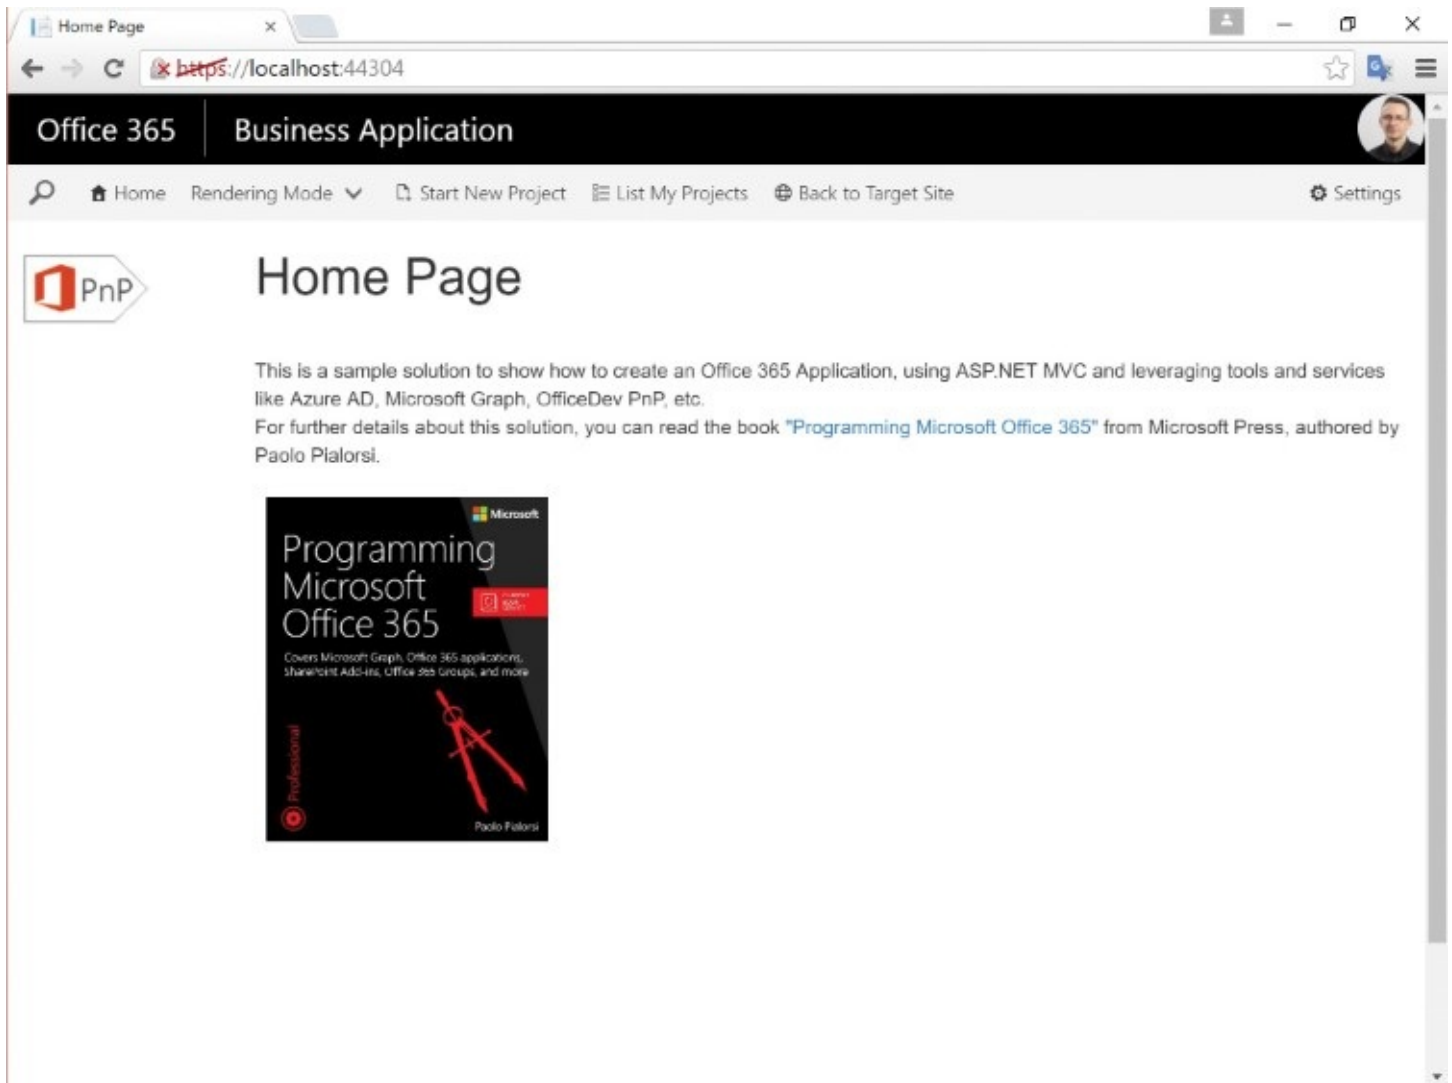 Home Page
https://localhost:44304
Office 365
Business Application
Home
Rendering Mode
Start New Project
List My Projects
Back to Target Site
Settings
PnP
Home Page
This is a sample solution to show how to create an Office 365 Application, using ASP.NET MVC and leveraging tools and services
like Azure AD, Microsoft Graph, OfficeDev PnP, etc.
For further details about this solution, you can read the book "Programming Microsoft Office 365" from Microsoft Press, authored by
Paolo Pialorsi.
Microsoft
Programming
Microsoft
Office 365
Covers Microsoft Graph, Office 365 applications,
SharePoint Add-ins, Office 365 Groups, and more
Professional
Paolo Pialorsi